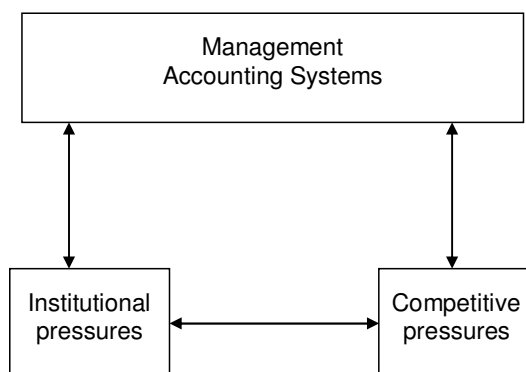 Management
Accounting Systems
Institutional
pressures
Competitive
pressures